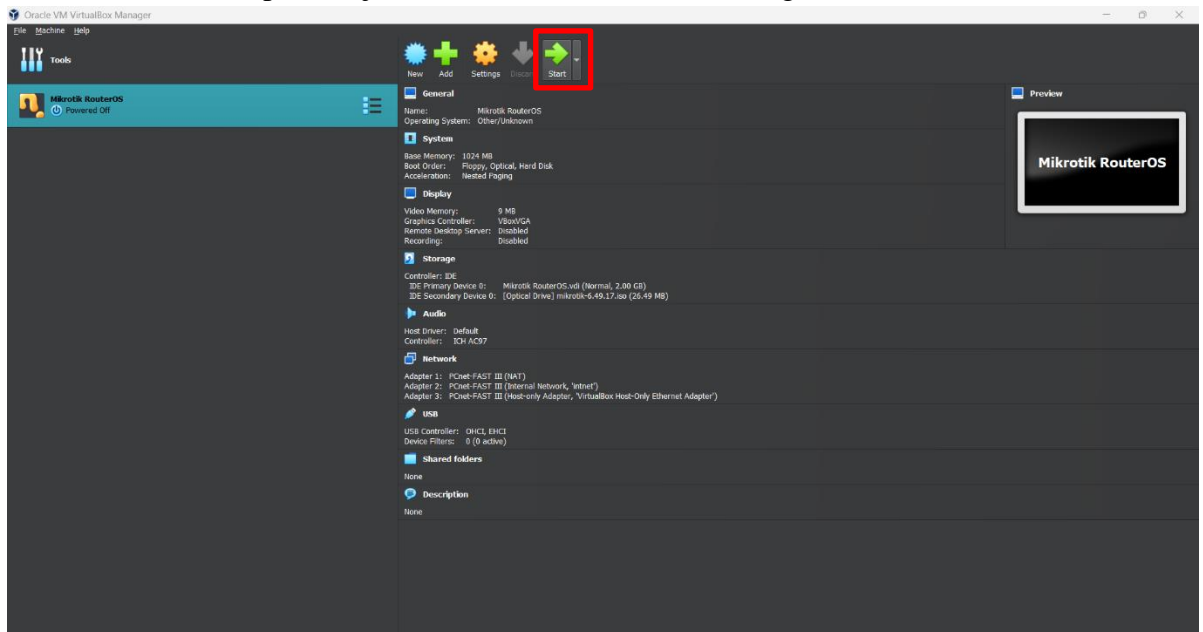 Oracle VM VirtualBox Manager
File Machine Help
Tools
New Add Settings Discard Start
Mikrotik RouterOS
Powered Off
General
Name: Mikrotik RouterOS
Operating System: Other/Unknown
System
Base Memory: 1024 MB
Boot Order: Floppy, Optical, Hard Disk
Acceleration: Nested Paging
Display
Video Memory: 9 MB
Graphics Controller: VBoxVGA
Remote Desktop Server: Disabled
Recording: Disabled
Storage
Controller: IDE
IDE Primary Device 0: Mikrotik RouterOS.vdi (Normal, 2.00 GB)
IDE Secondary Device 0: [Optical Drive] mikrotik-6.49.17.iso (26.49 MB)
Audio
Host Driver: Default
Controller: ICH AC97
Network
Adapter 1: PCnet-FAST III (NAT)
Adapter 2: PCnet-FAST III (Internal Network, 'intnet')
Adapter 3: PCnet-FAST III (Host-only Adapter, 'VirtualBox Host-Only Ethernet Adapter')
USB
USB Controller: OHCI, EHCI
Device Filters: 0 (0 active)
Shared folders
None
Description
None
Preview
Mikrotik RouterOS